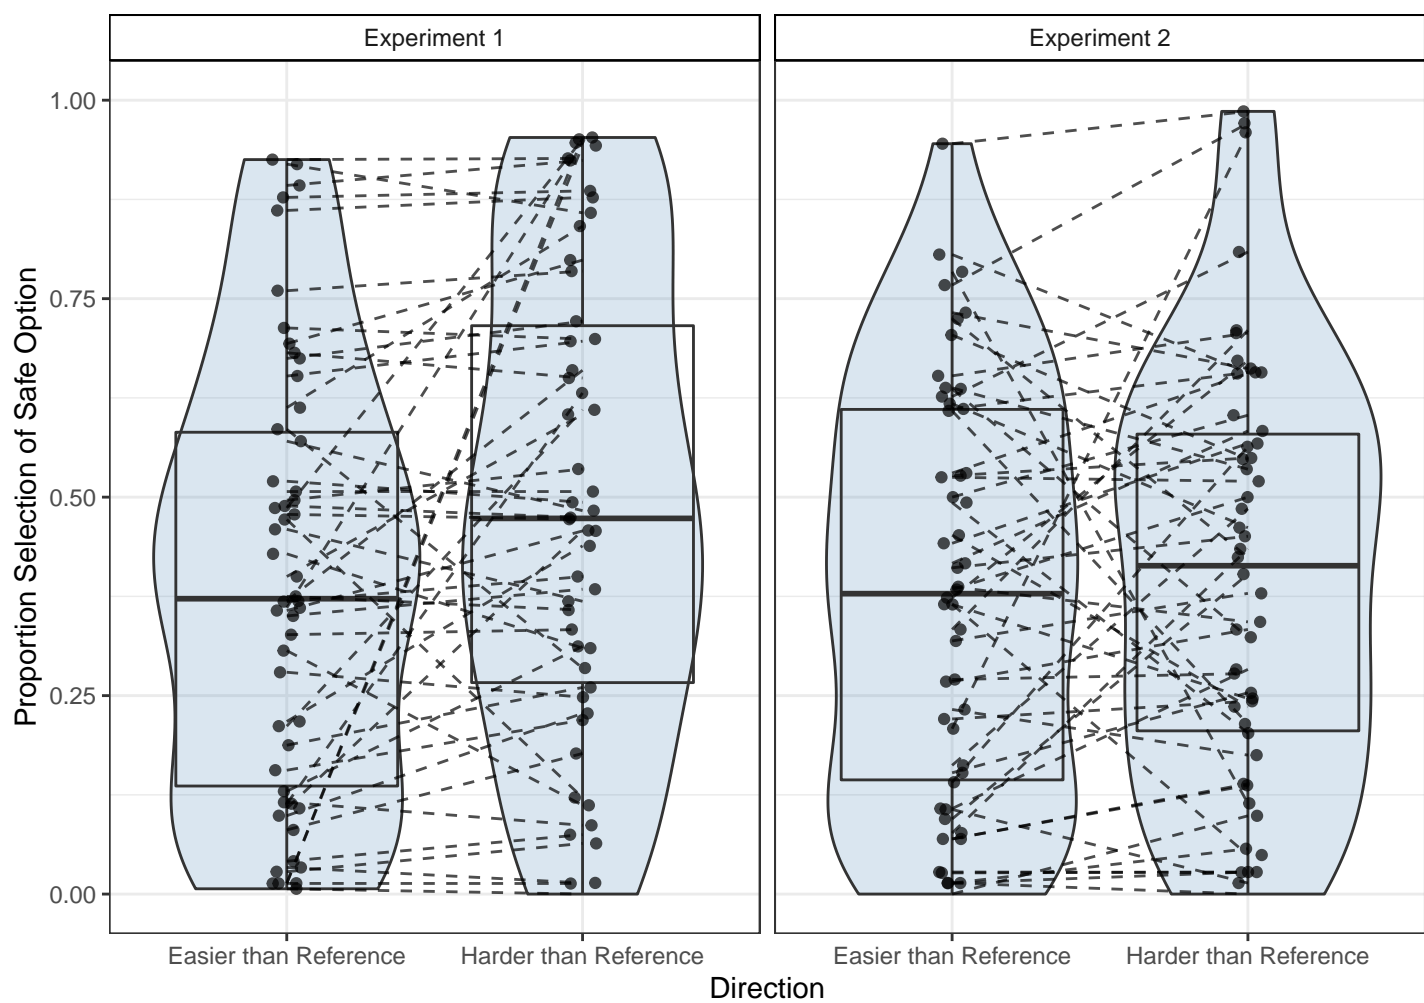 Experiment 1
Experiment 2
Proportion Selection of Safe Option
1.00
0.75
0.50
0.25
0.00
Easier than Reference
Harder than Reference
Easier than Reference
Harder than Reference
Direction